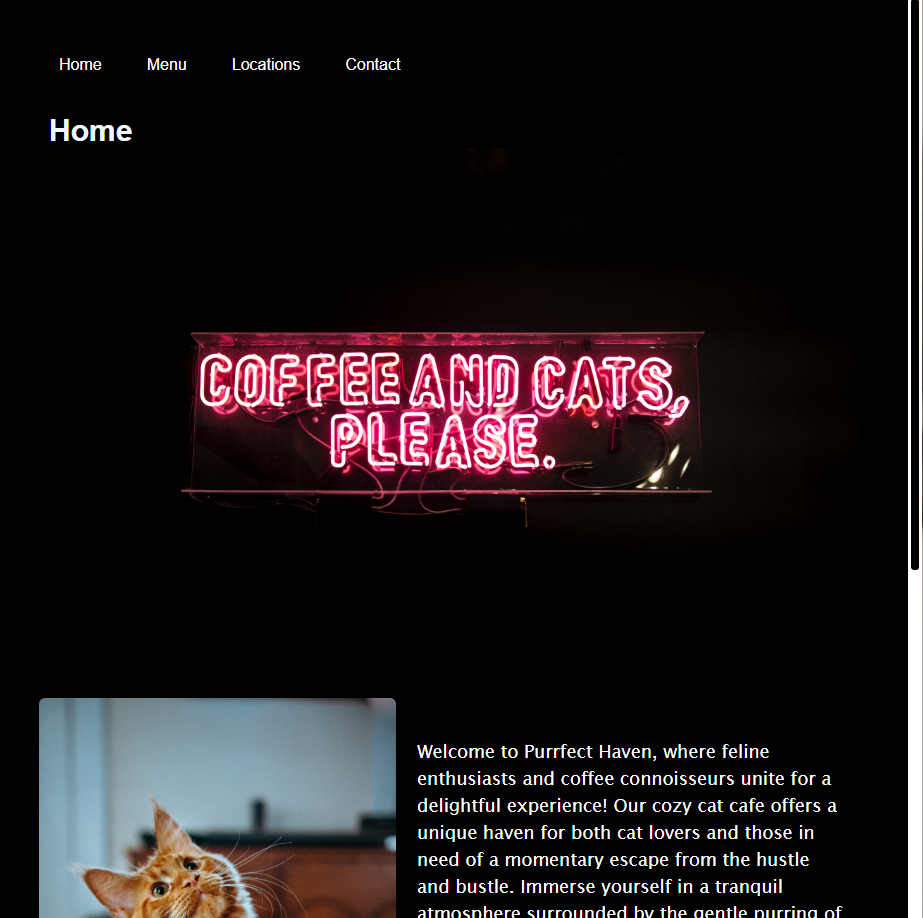 Home Menu Locations Contact
Home
COFFEE AND CATS,
PLEASE.
Welcome to Purrfect Haven, where feline
enthusiasts and coffee connoisseurs unite for a
delightful experience! Our cozy cat cafe offers a
unique haven for both cat lovers and those in
need of a momentary escape from the hustle
and bustle. Immerse yourself in a tranquil
atmosphere surrounded by the gentle purring of